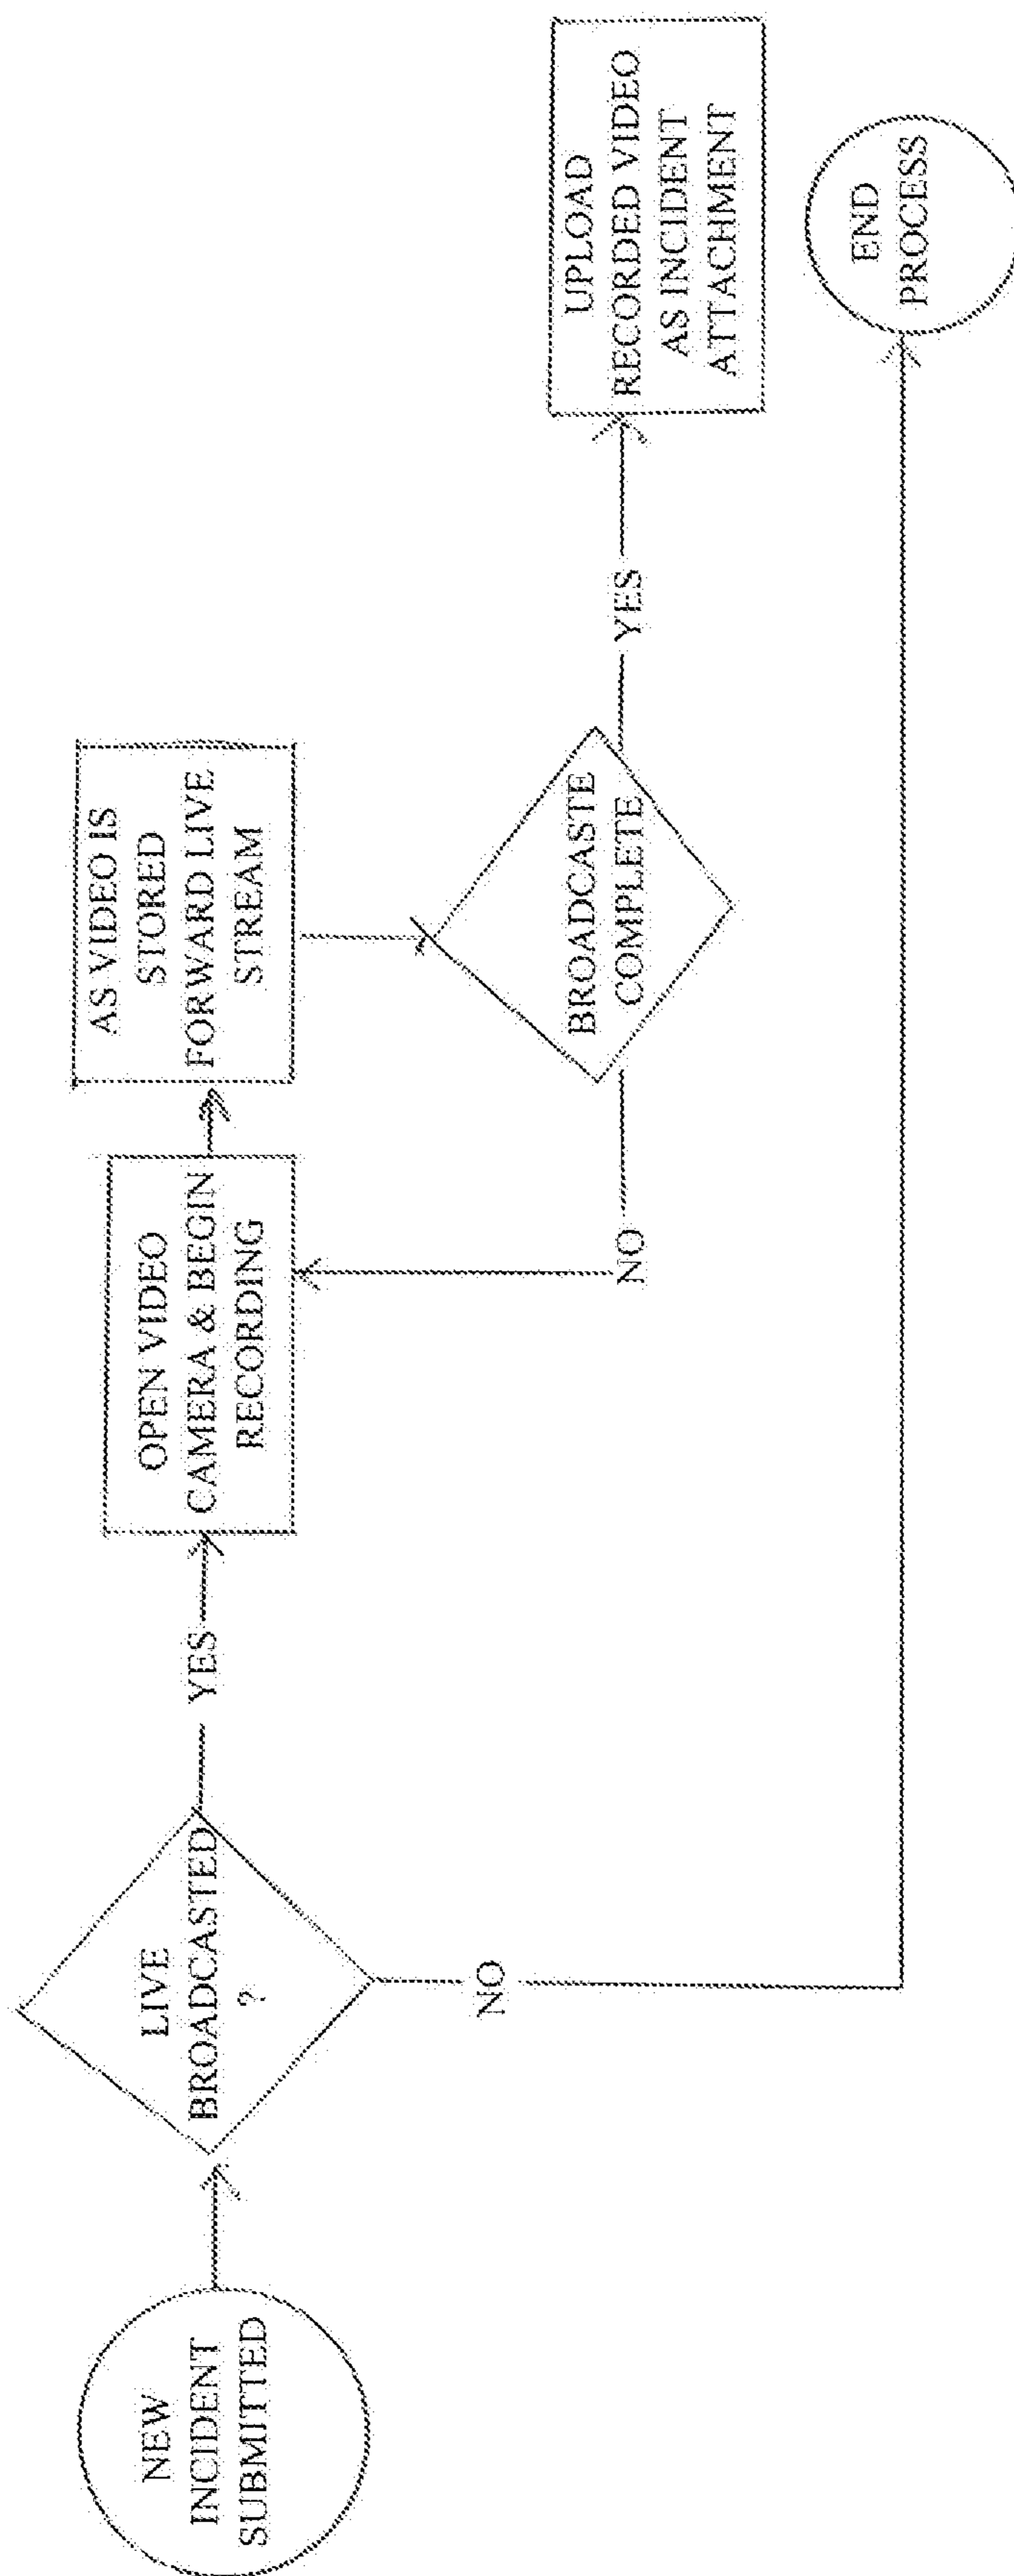 NEW
INCIDENT
SUBMITTED
LIVE
BROADCASTED
?
YES
NO
OPEN VIDEO
CAMERA & BEGIN
RECORDING
AS VIDEO IS
STORED
FORWARD LIVE
STREAM
BROADCASTE
COMPLETE
NO
YES
UPLOAD
RECORDED VIDEO
AS INCIDENT
ATTACHMENT
END
PROCESS